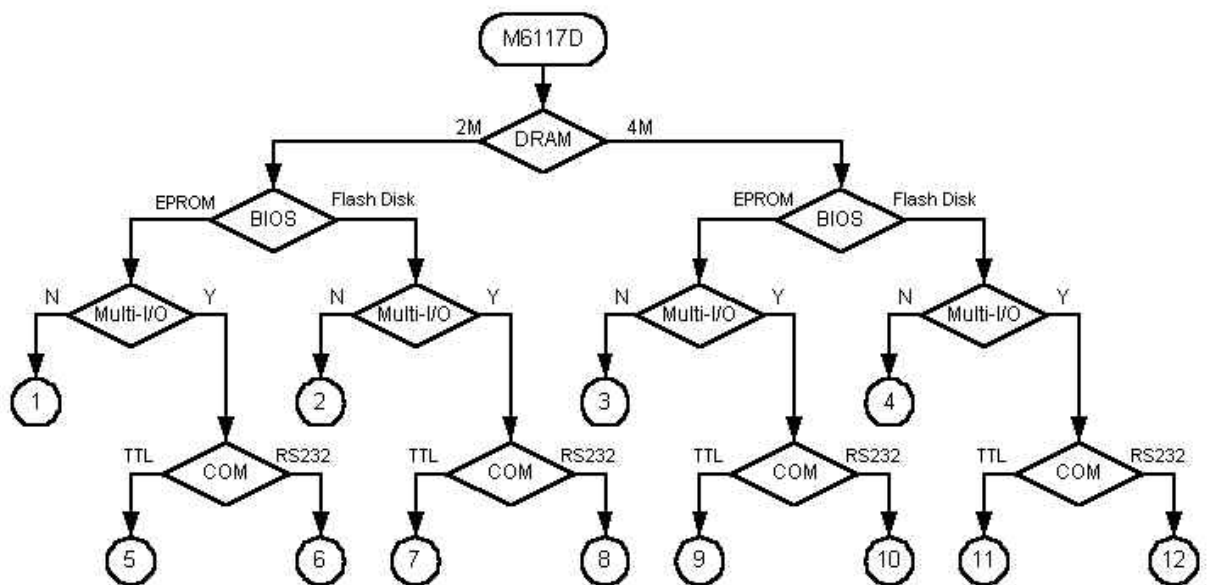 M6117D
2M
DRAM
4M
EPROM
BIOS
Flash Disk
EPROM
BIOS
Flash Disk
N
Multi-I/O
Y
N
Multi-I/O
Y
N
Multi-I/O
Y
N
Multi-I/O
Y
1
2
3
4
TTL
COM
RS232
TTL
COM
RS232
TTL
COM
RS232
TTL
COM
RS232
5
6
7
8
9
10
11
12